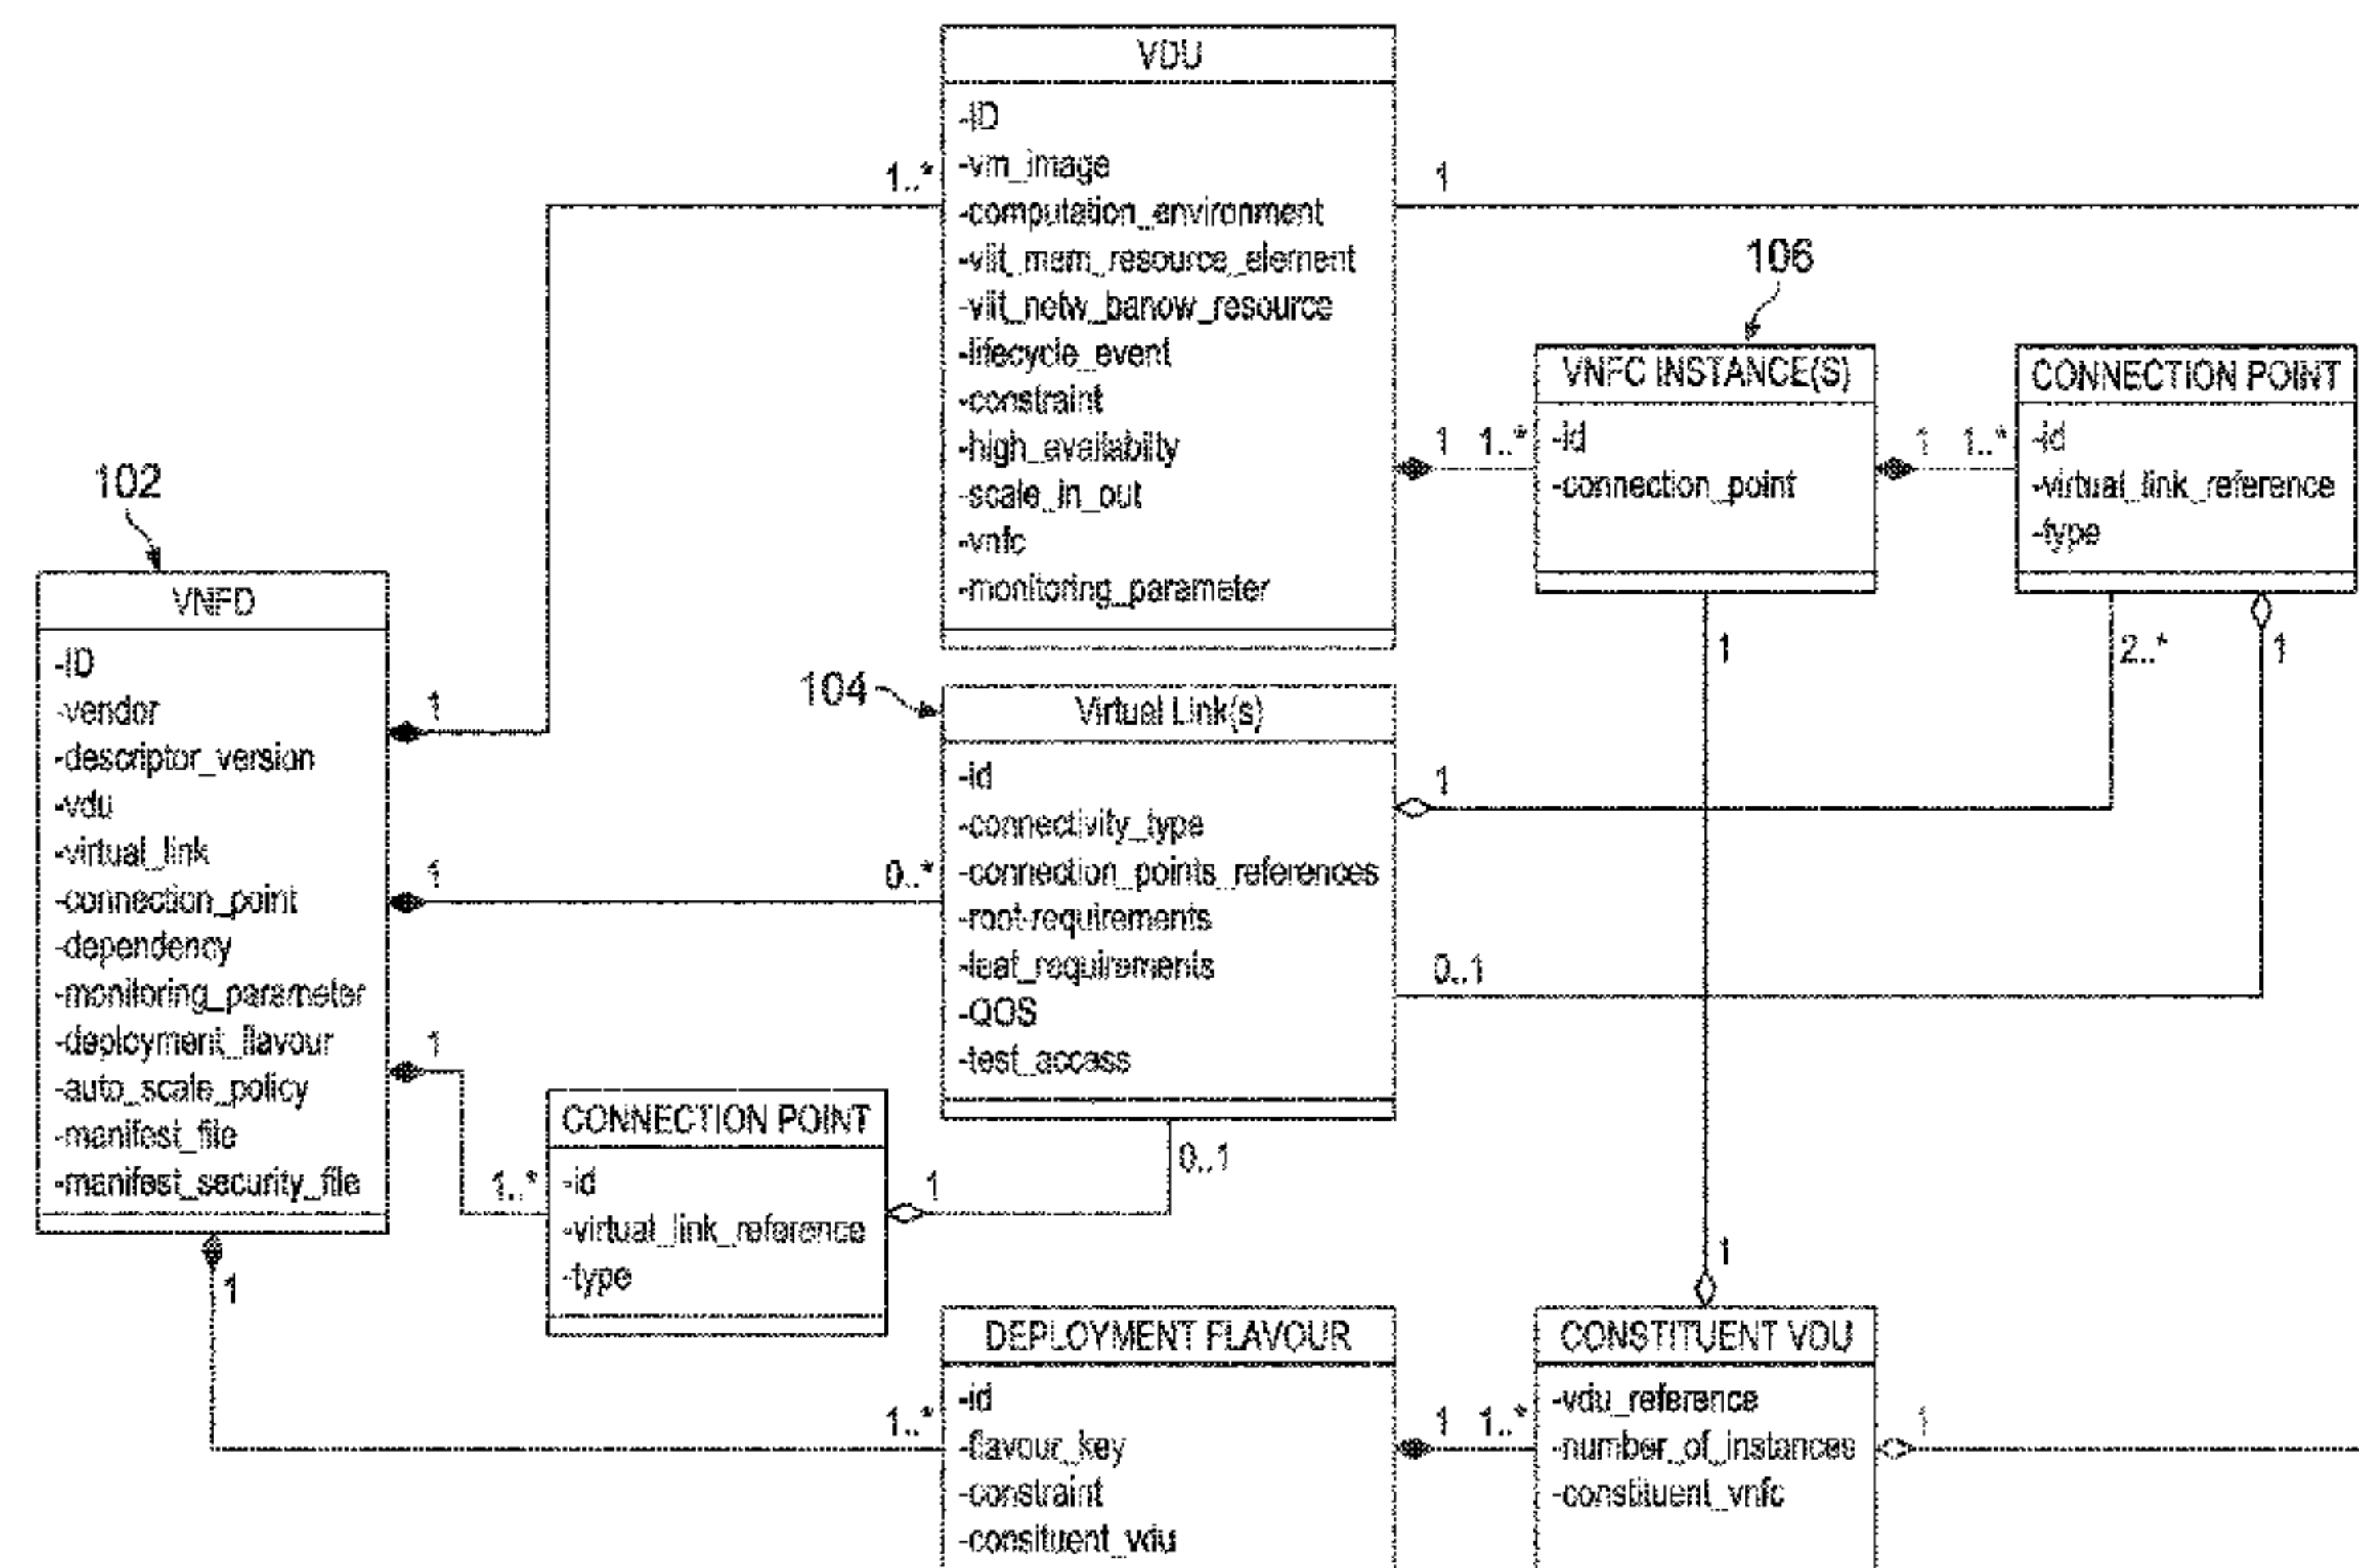 VDU
-ID
-vm_image
-computation_environment
-vilt_mem_resource_element
-vilt_netw_banow_resource
-lifecycle_event
-constraint
-high_availabilty
-scale_in_out
-vnfc
-monitoring_parameter
1..*
1
106
VNFC INSTANCE(S)
-id
-connection_point
1 1..*
CONNECTION POINT
-id
-virtual_link_reference
-type
1 1..*
1
2..*
1
102
VNFD
-ID
-vendor
-descriptor_version
-vdu
-virtual_link
-connection_point
-dependency
-monitoring_parameter
-deployment_flavour
-auto_scale_policy
-manifest_file
-manifest_security_file
1
1
1
1
104
Virtual Link(s)
-id
-connectivity_type
-connection_points_references
-root-requirements
-leaf_requirements
-QOS
-test_access
0..*
1
0..1
0..1
CONNECTION POINT
-id
-virtual_link_reference
-type
1..*
1
DEPLOYMENT FLAVOUR
-id
-flavour_key
-constraint
-consituent_vdu
1..*
1 1..*
CONSTITUENT VDU
-vdu_reference
-number_of_instances
-constituent_vnfc
1
1